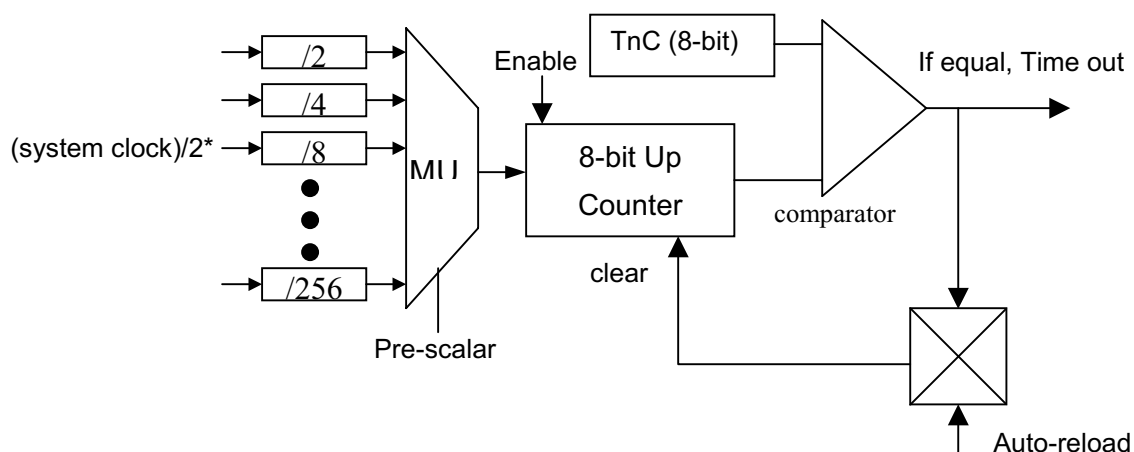 /2
/4
(system clock)/2*
/8
/256
MU
Pre-scalar
Enable
TnC (8-bit)
8-bit Up
Counter
clear
comparator
If equal, Time out
Auto-reload